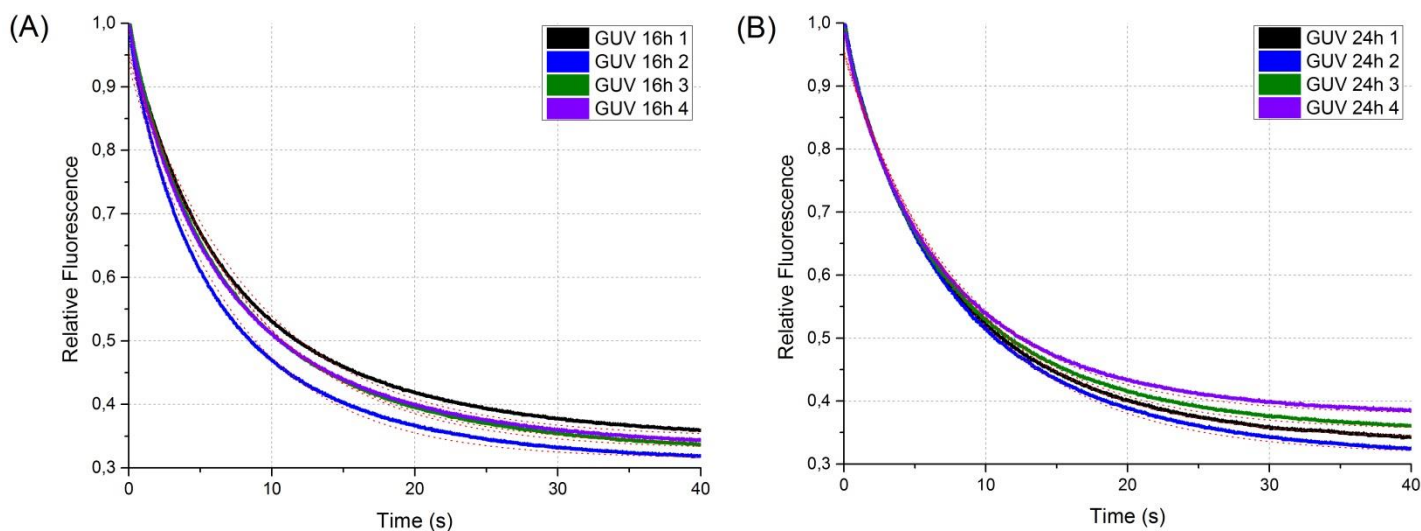 (A)
Relative Fluorescence
1,0
0,9
0,8
0,7
0,6
0,5
0,4
0,3
0
10
20
30
40
Time (s)
GUV 16h 1
GUV 16h 2
GUV 16h 3
GUV 16h 4
(B)
Relative Fluorescence
1,0
0,9
0,8
0,7
0,6
0,5
0,4
0,3
0
10
20
30
40
Time (s)
GUV 24h 1
GUV 24h 2
GUV 24h 3
GUV 24h 4